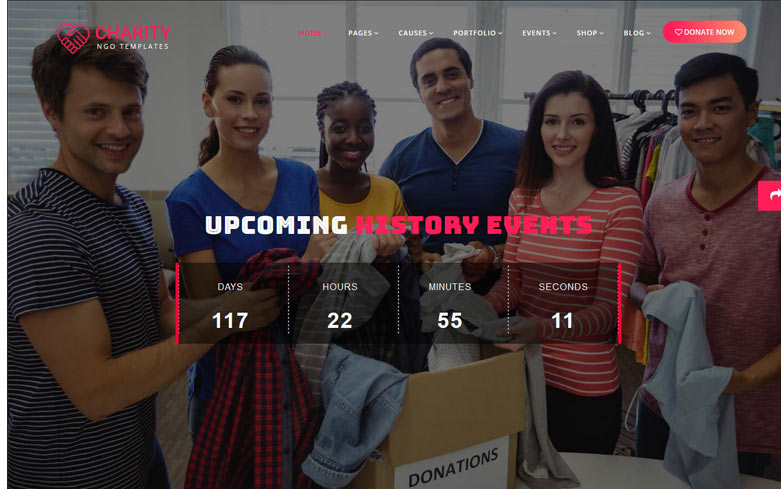 CHARITY
NGO TEMPLATES
HOME PAGES CAUSES PORTFOLIO EVENTS SHOP BLOG DONATE NOW
UPCOMING HISTORY EVENTS
DAYS HOURS MINUTES SECONDS
117 22 55 11
DONATIONS